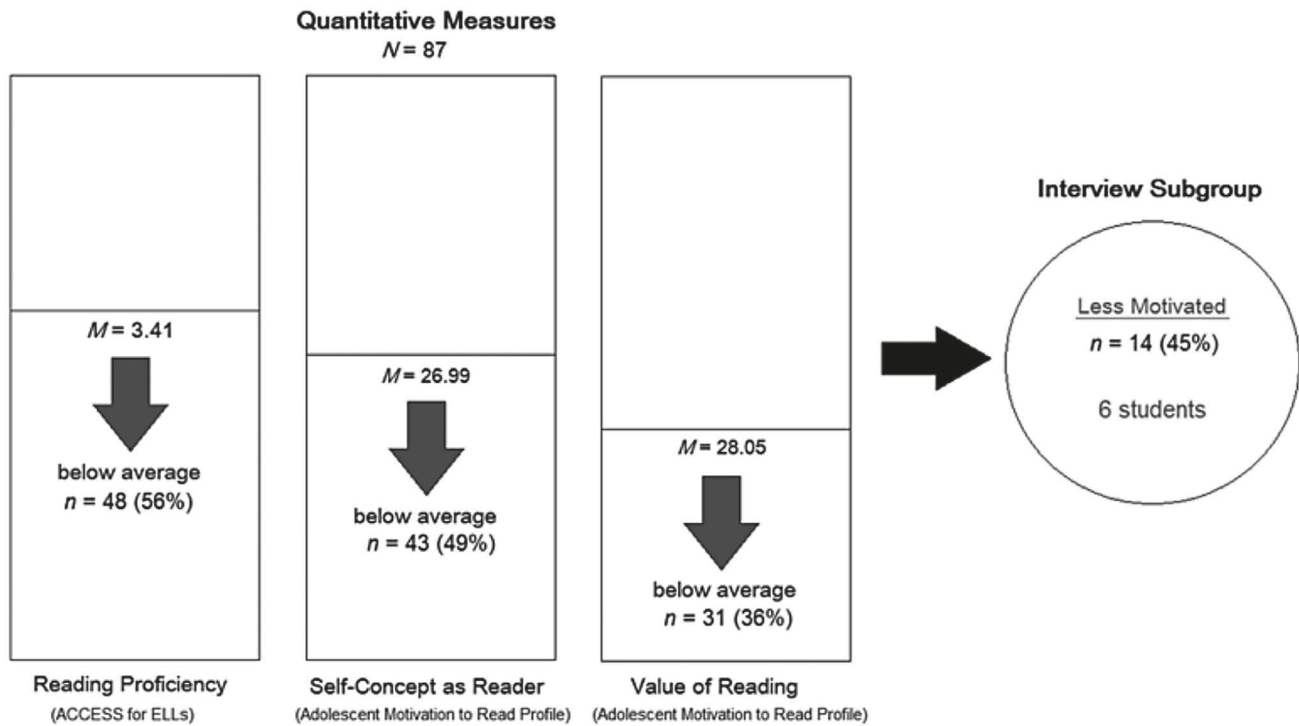 Quantitative Measures
N = 87
M = 3.41
below average
n = 48 (56%)
Reading Proficiency
(ACCESS for ELLs)
M = 26.99
below average
n = 43 (49%)
Self-Concept as Reader
(Adolescent Motivation to Read Profile)
M = 28.05
below average
n = 31 (36%)
Value of Reading
(Adolescent Motivation to Read Profile)
Interview Subgroup
Less Motivated
n = 14 (45%)
6 students